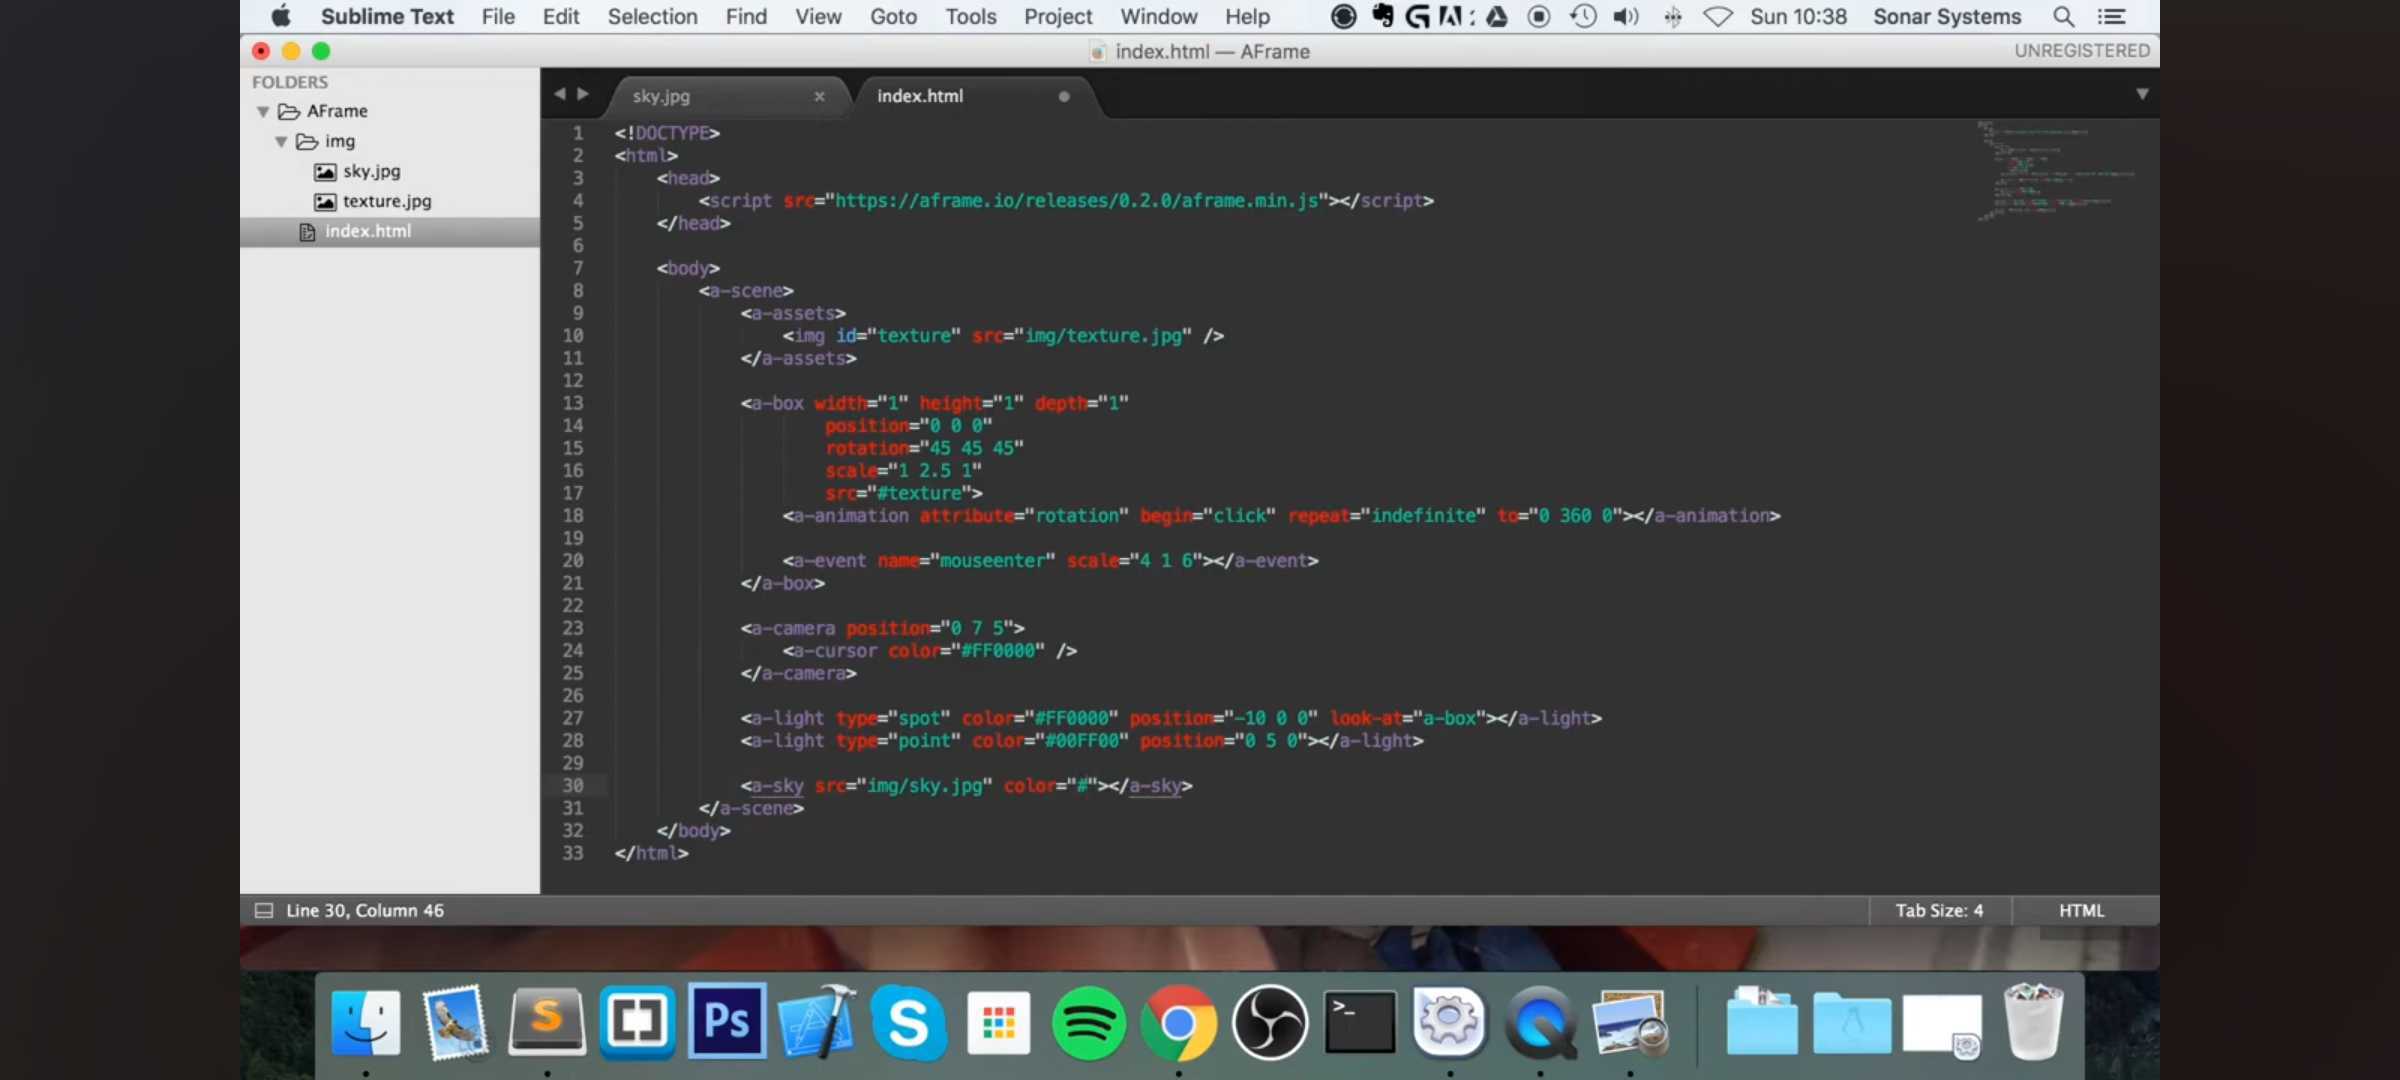 Sublime Text File Edit Selection Find View Goto Tools Project Window Help Sun 10:38 Sonar Systems
index.html — AFrame UNREGISTERED
FOLDERS
AFrame
img
sky.jpg
texture.jpg
index.html
sky.jpg index.html
1 <!DOCTYPE>
2 <html>
3 <head>
4 <script src="https://aframe.io/releases/0.2.0/aframe.min.js"></script>
5 </head>
6
7 <body>
8 <a-scene>
9 <a-assets>
10 <img id="texture" src="img/texture.jpg" />
11 </a-assets>
12
13 <a-box width="1" height="1" depth="1"
14 position="0 0 0"
15 rotation="45 45 45"
16 scale="1 2.5 1"
17 src="#texture">
18 <a-animation attribute="rotation" begin="click" repeat="indefinite" to="0 360 0"></a-animation>
19
20 <a-event name="mouseenter" scale="4 1 6"></a-event>
21 </a-box>
22
23 <a-camera position="0 7 5">
24 <a-cursor color="#FF0000" />
25 </a-camera>
26
27 <a-light type="spot" color="#FF0000" position="-10 0 0" look-at="a-box"></a-light>
28 <a-light type="point" color="#00FF00" position="0 5 0"></a-light>
29
30 <a-sky src="img/sky.jpg" color="#"></a-sky>
31 </a-scene>
32 </body>
33 </html>
Line 30, Column 46 Tab Size: 4 HTML
Ps